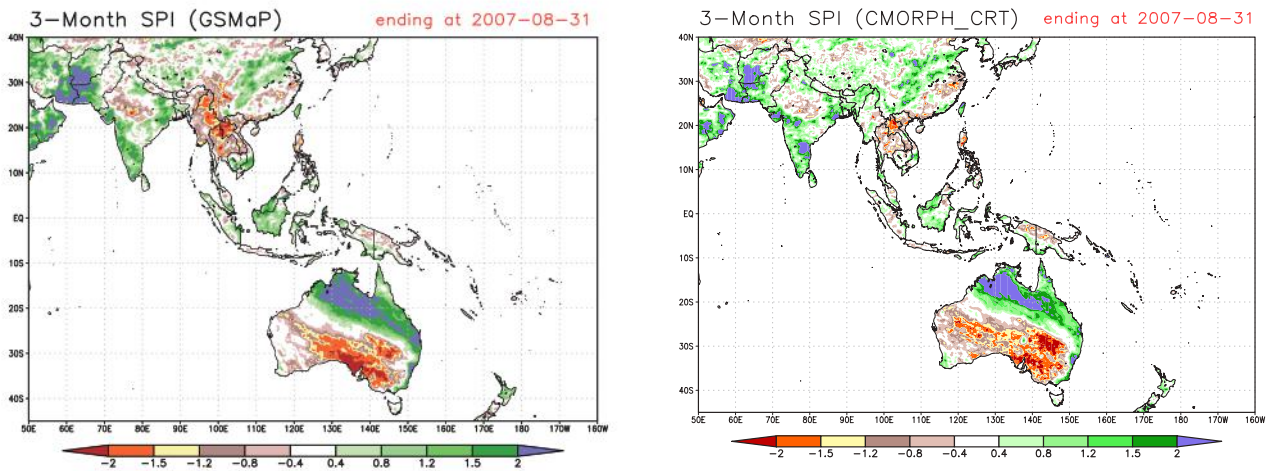 3-Month SPI (GSMaP) ending at 2007-08-31
40N
30N
20N
10N
EQ
10S
20S
30S
40S
50E 60E 70E 80E 90E 100E 110E 120E 130E 140E 150E 160E 170E 180 170W 160W
-2 -1.5 -1.2 -0.8 -0.4 0.4 0.8 1.2 1.5 2
3-Month SPI (CMORPH_CRT) ending at 2007-08-31
40N
30N
20N
10N
EQ
10S
20S
30S
40S
50E 60E 70E 80E 90E 100E 110E 120E 130E 140E 150E 160E 170E 180 170W 160W
-2 -1.5 -1.2 -0.8 -0.4 0.4 0.8 1.2 1.5 2